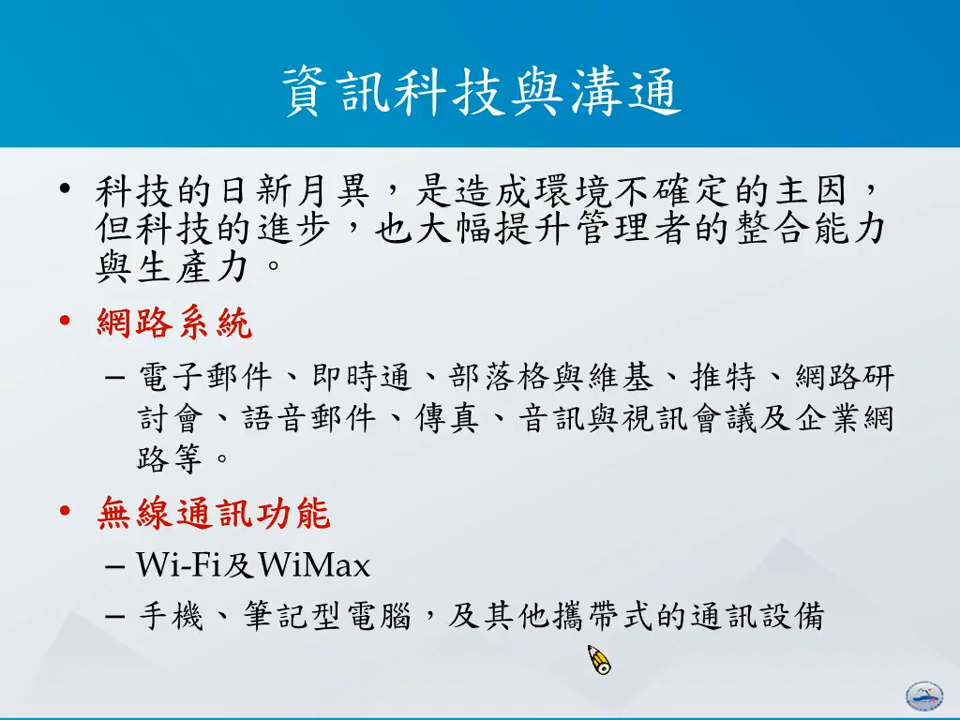 資訊科技與溝通
• 科技的日新月異，是造成環境不確定的主因，
但科技的進步，也大幅提升管理者的整合能力
與生產力。
• 網路系統
– 電子郵件、即時通、部落格與維基、推特、網路研
討會、語音郵件、傳真、音訊與視訊會議及企業網
路等。
• 無線通訊功能
– Wi-Fi及WiMax
– 手機、筆記型電腦，及其他攜帶式的通訊設備